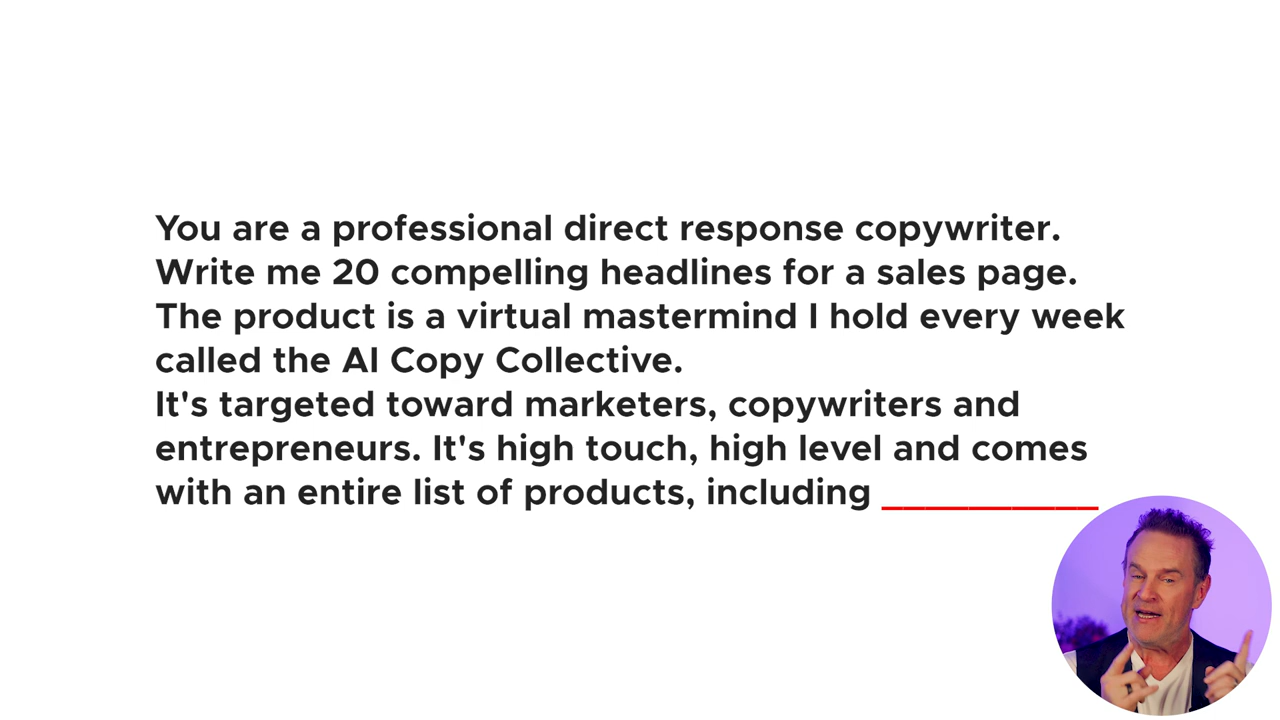 You are a professional direct response copywriter.
Write me 20 compelling headlines for a sales page.
The product is a virtual mastermind I hold every week
called the AI Copy Collective.
It's targeted toward marketers, copywriters and
entrepreneurs. It's high touch, high level and comes
with an entire list of products, including __________